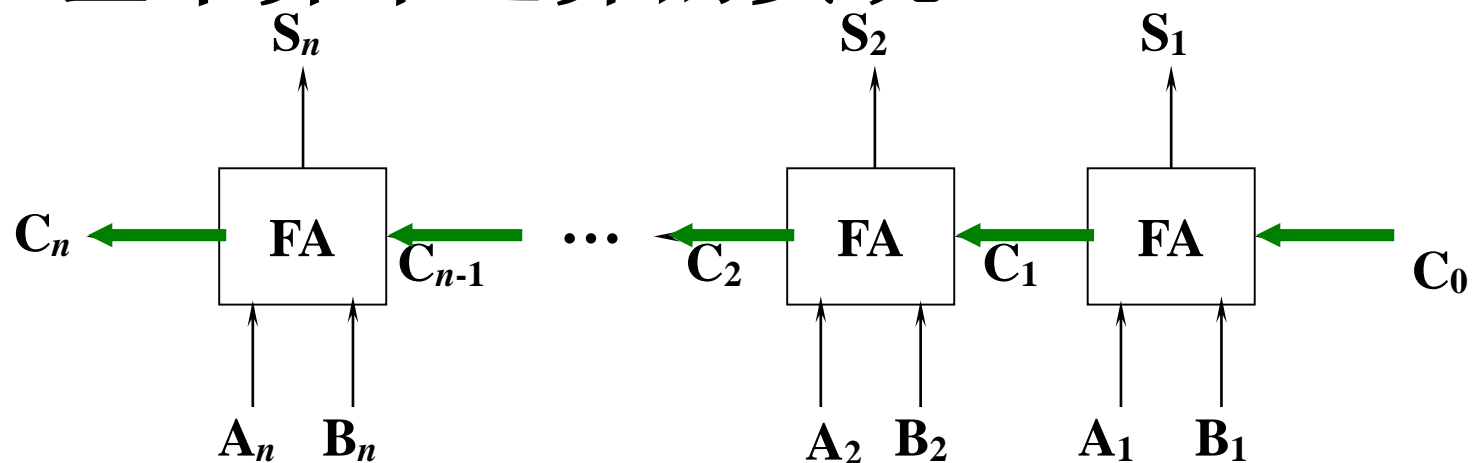 Sₙ S₂ S₁
Cₙ FA Cₙ₋₁ … C₂ FA C₁ FA C₀
Aₙ Bₙ A₂ B₂ A₁ B₁